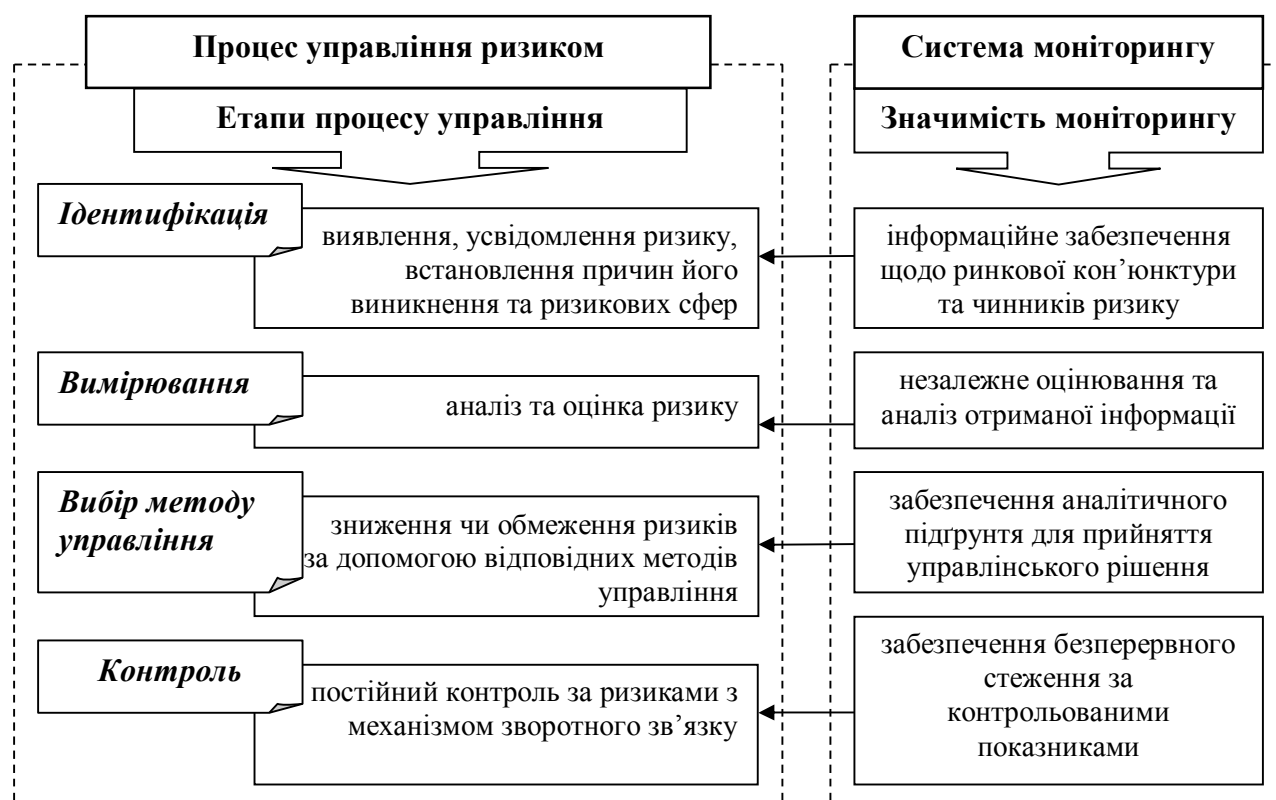 Процес управління ризиком
Етапи процесу управління
Система моніторингу
Значимість моніторингу
Ідентифікація
виявлення, усвідомлення ризику,
встановлення причин його
виникнення та ризикових сфер
інформаційне забезпечення
щодо ринкової кон’юнктури
та чинників ризику
Вимірювання
аналіз та оцінка ризику
незалежне оцінювання та
аналіз отриманої інформації
Вибір методу
управління
зниження чи обмеження ризиків
за допомогою відповідних методів
управління
забезпечення аналітичного
підґрунтя для прийняття
управлінського рішення
Контроль
постійний контроль за ризиками з
механізмом зворотного зв’язку
забезпечення безперервного
стеження за
контрольованими
показниками